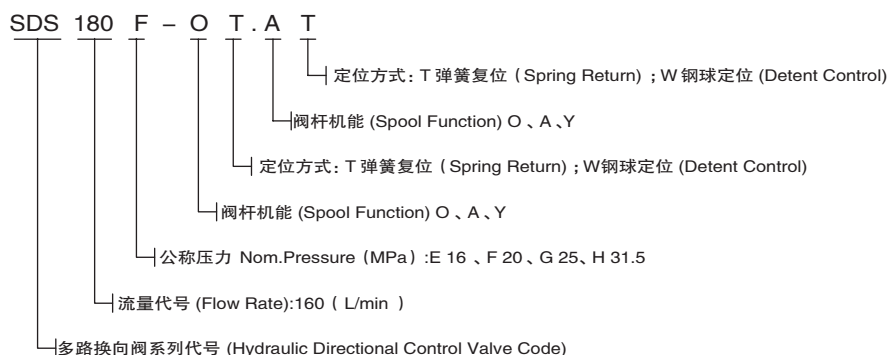 SDS 180 F – O T . A T
定位方式: T 弹簧复位 ( Spring Return) ; W 钢球定位 (Detent Control)
阀杆机能 (Spool Function) O 、A 、Y
定位方式: T 弹簧复位 ( Spring Return) ; W钢球定位 (Detent Control)
阀杆机能 (Spool Function) O 、A 、Y
公称压力 Nom.Pressure (MPa) :E 16 、F 20 、G 25、H 31.5
流量代号 (Flow Rate):160 ( L/min )
多路换向阀系列代号 (Hydraulic Directional Control Valve Code)